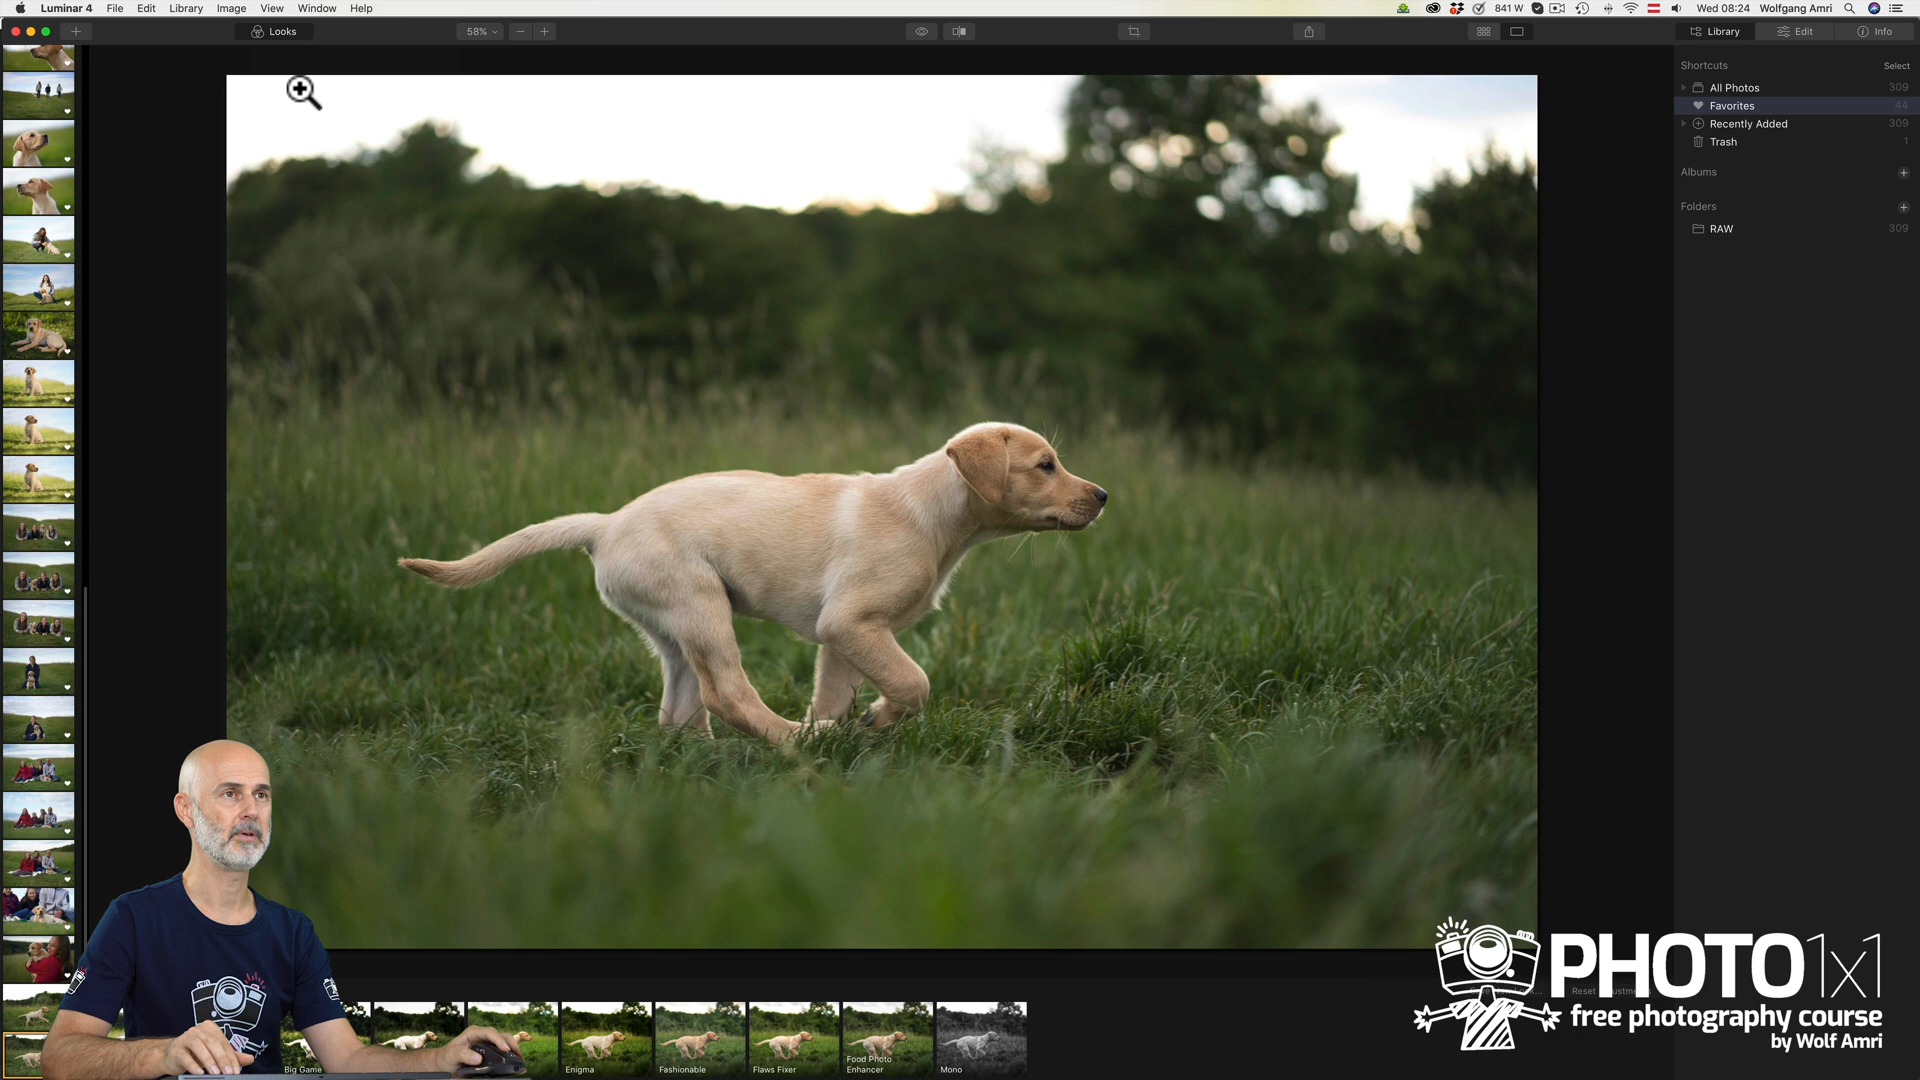 Luminar 4 File Edit Library Image View Window Help 841 W Wed 08:24 Wolfgang Amri
Looks 58% Library Edit Info
Shortcuts Select
All Photos 309
Favorites 44
Recently Added 309
Trash 1
Albums
Folders
RAW 309
PHOTO1x1
free photography course
by Wolf Amri
Big Game Enigma Fashionable Flaws Fixer Food Photo
Enhancer Mono